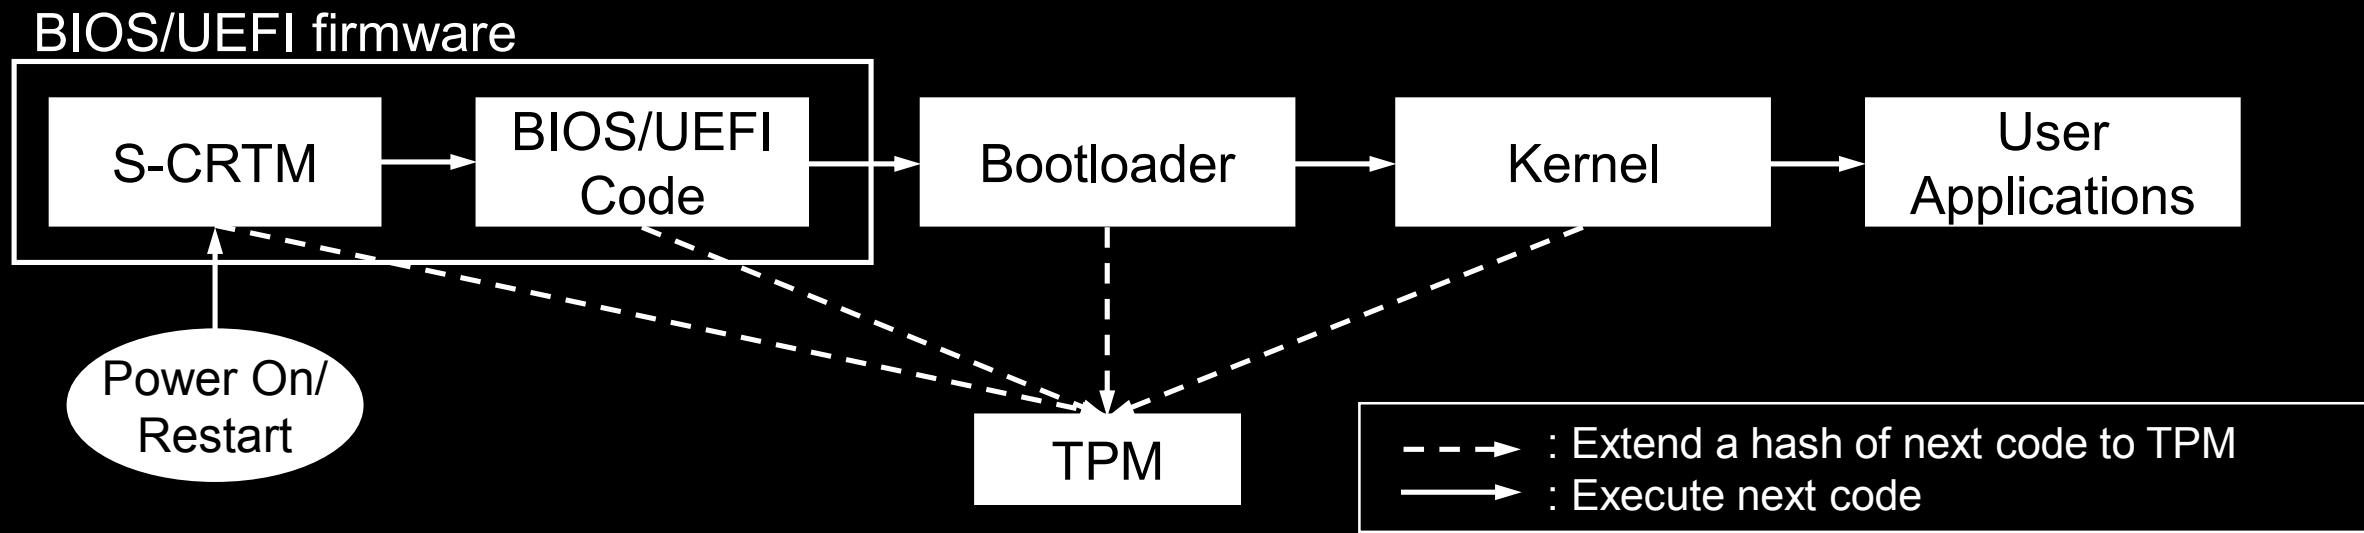 BIOS/UEFI firmware
S-CRTM
BIOS/UEFI
Code
Bootloader
Kernel
User
Applications
Power On/
Restart
TPM
: Extend a hash of next code to TPM
: Execute next code